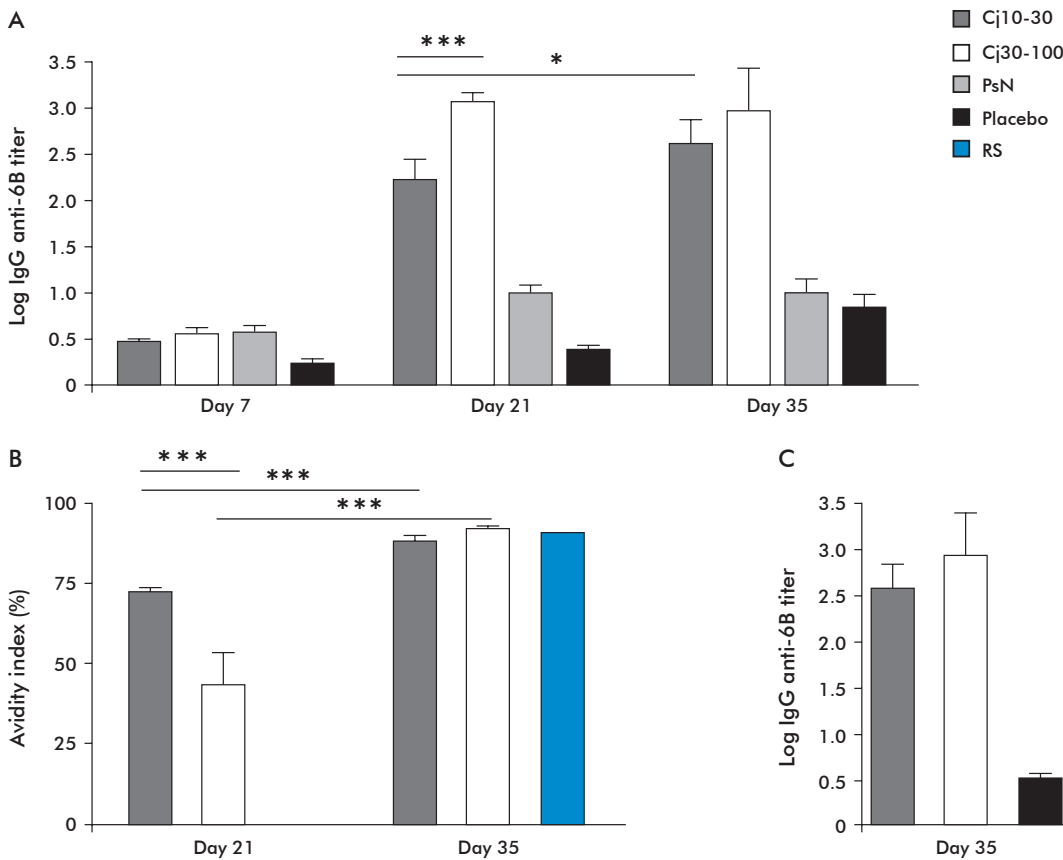 A
Cj10-30
Cj30-100
PsN
Placebo
RS
***
*
Log IgG anti-6B titer
3.5
3.0
2.5
2.0
1.5
1.0
0.5
0
Day 7
Day 21
Day 35
B
***
***
***
Avidity index (%)
100
75
50
25
0
Day 21
Day 35
C
Log IgG anti-6B titer
3.5
3.0
2.5
2.0
1.5
1.0
0.5
0
Day 35